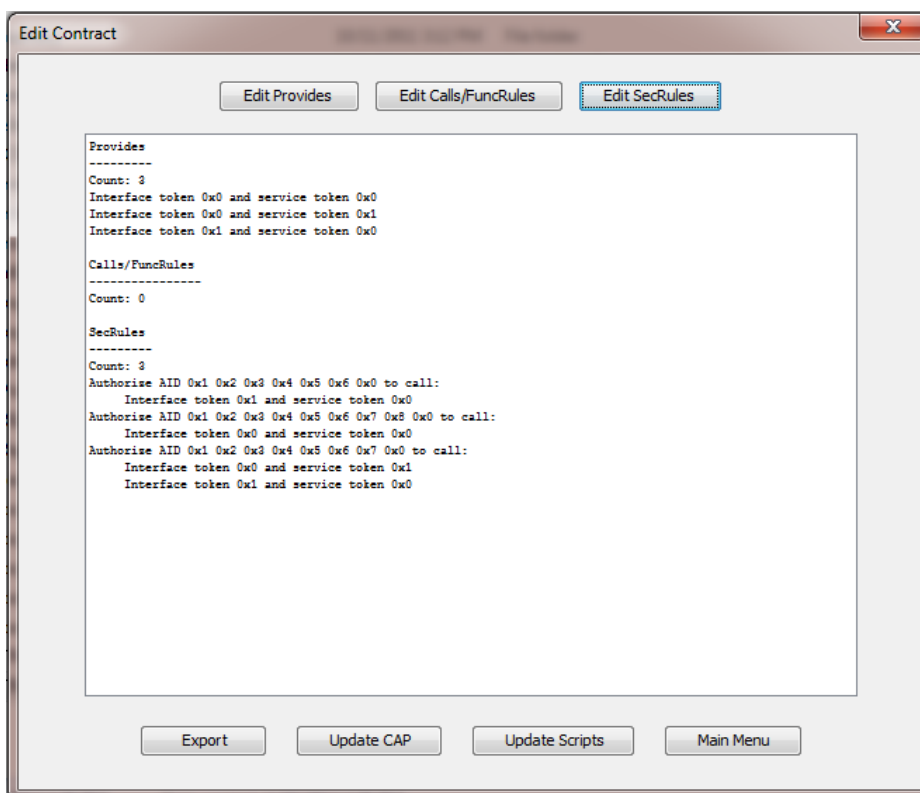 Edit Contract
Edit Provides Edit Calls/FuncRules Edit SecRules
Provides
---------
Count: 3
Interface token 0x0 and service token 0x0
Interface token 0x0 and service token 0x1
Interface token 0x1 and service token 0x0
Calls/FuncRules
----------------
Count: 0
SecRules
---------
Count: 3
Authorize AID 0x1 0x2 0x3 0x4 0x5 0x6 0x0 to call:
Interface token 0x1 and service token 0x0
Authorize AID 0x1 0x2 0x3 0x4 0x5 0x6 0x7 0x8 0x0 to call:
Interface token 0x0 and service token 0x0
Authorize AID 0x1 0x2 0x3 0x4 0x5 0x6 0x7 0x0 to call:
Interface token 0x0 and service token 0x1
Interface token 0x1 and service token 0x0
Export Update CAP Update Scripts Main Menu